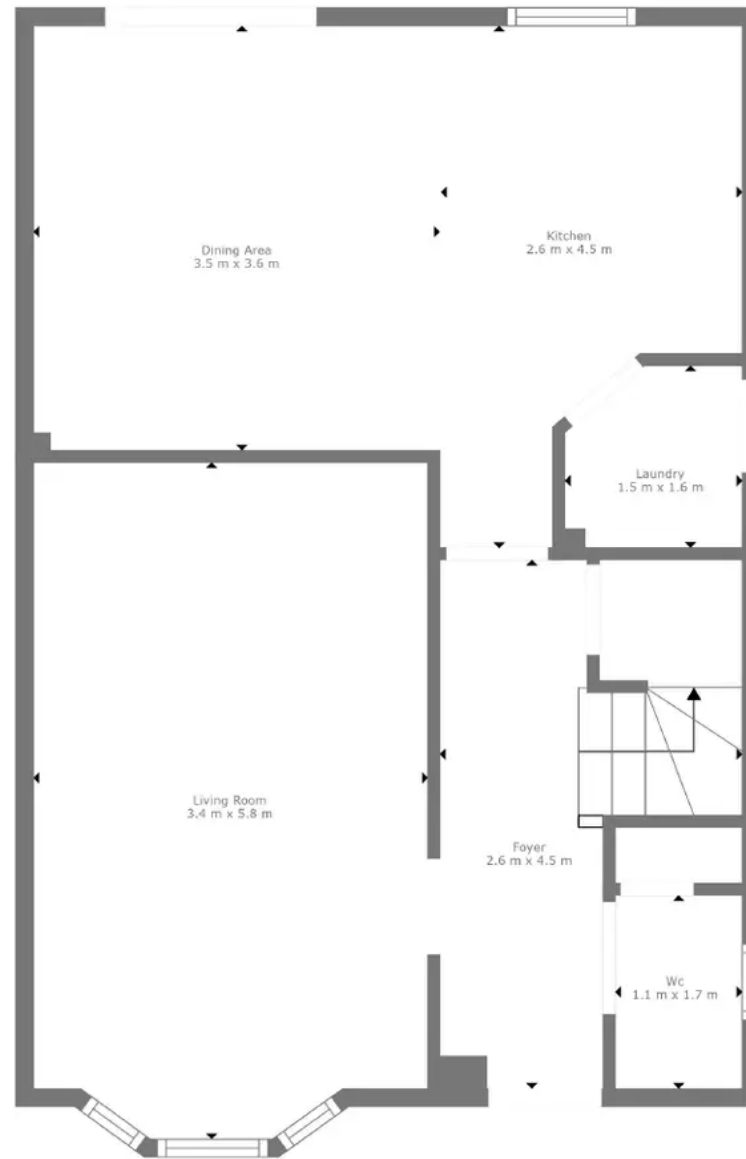 Dining Area
3.5 m x 3.6 m
Kitchen
2.6 m x 4.5 m
Laundry
1.5 m x 1.6 m
Living Room
3.4 m x 5.8 m
Foyer
2.6 m x 4.5 m
Wc
1.1 m x 1.7 m